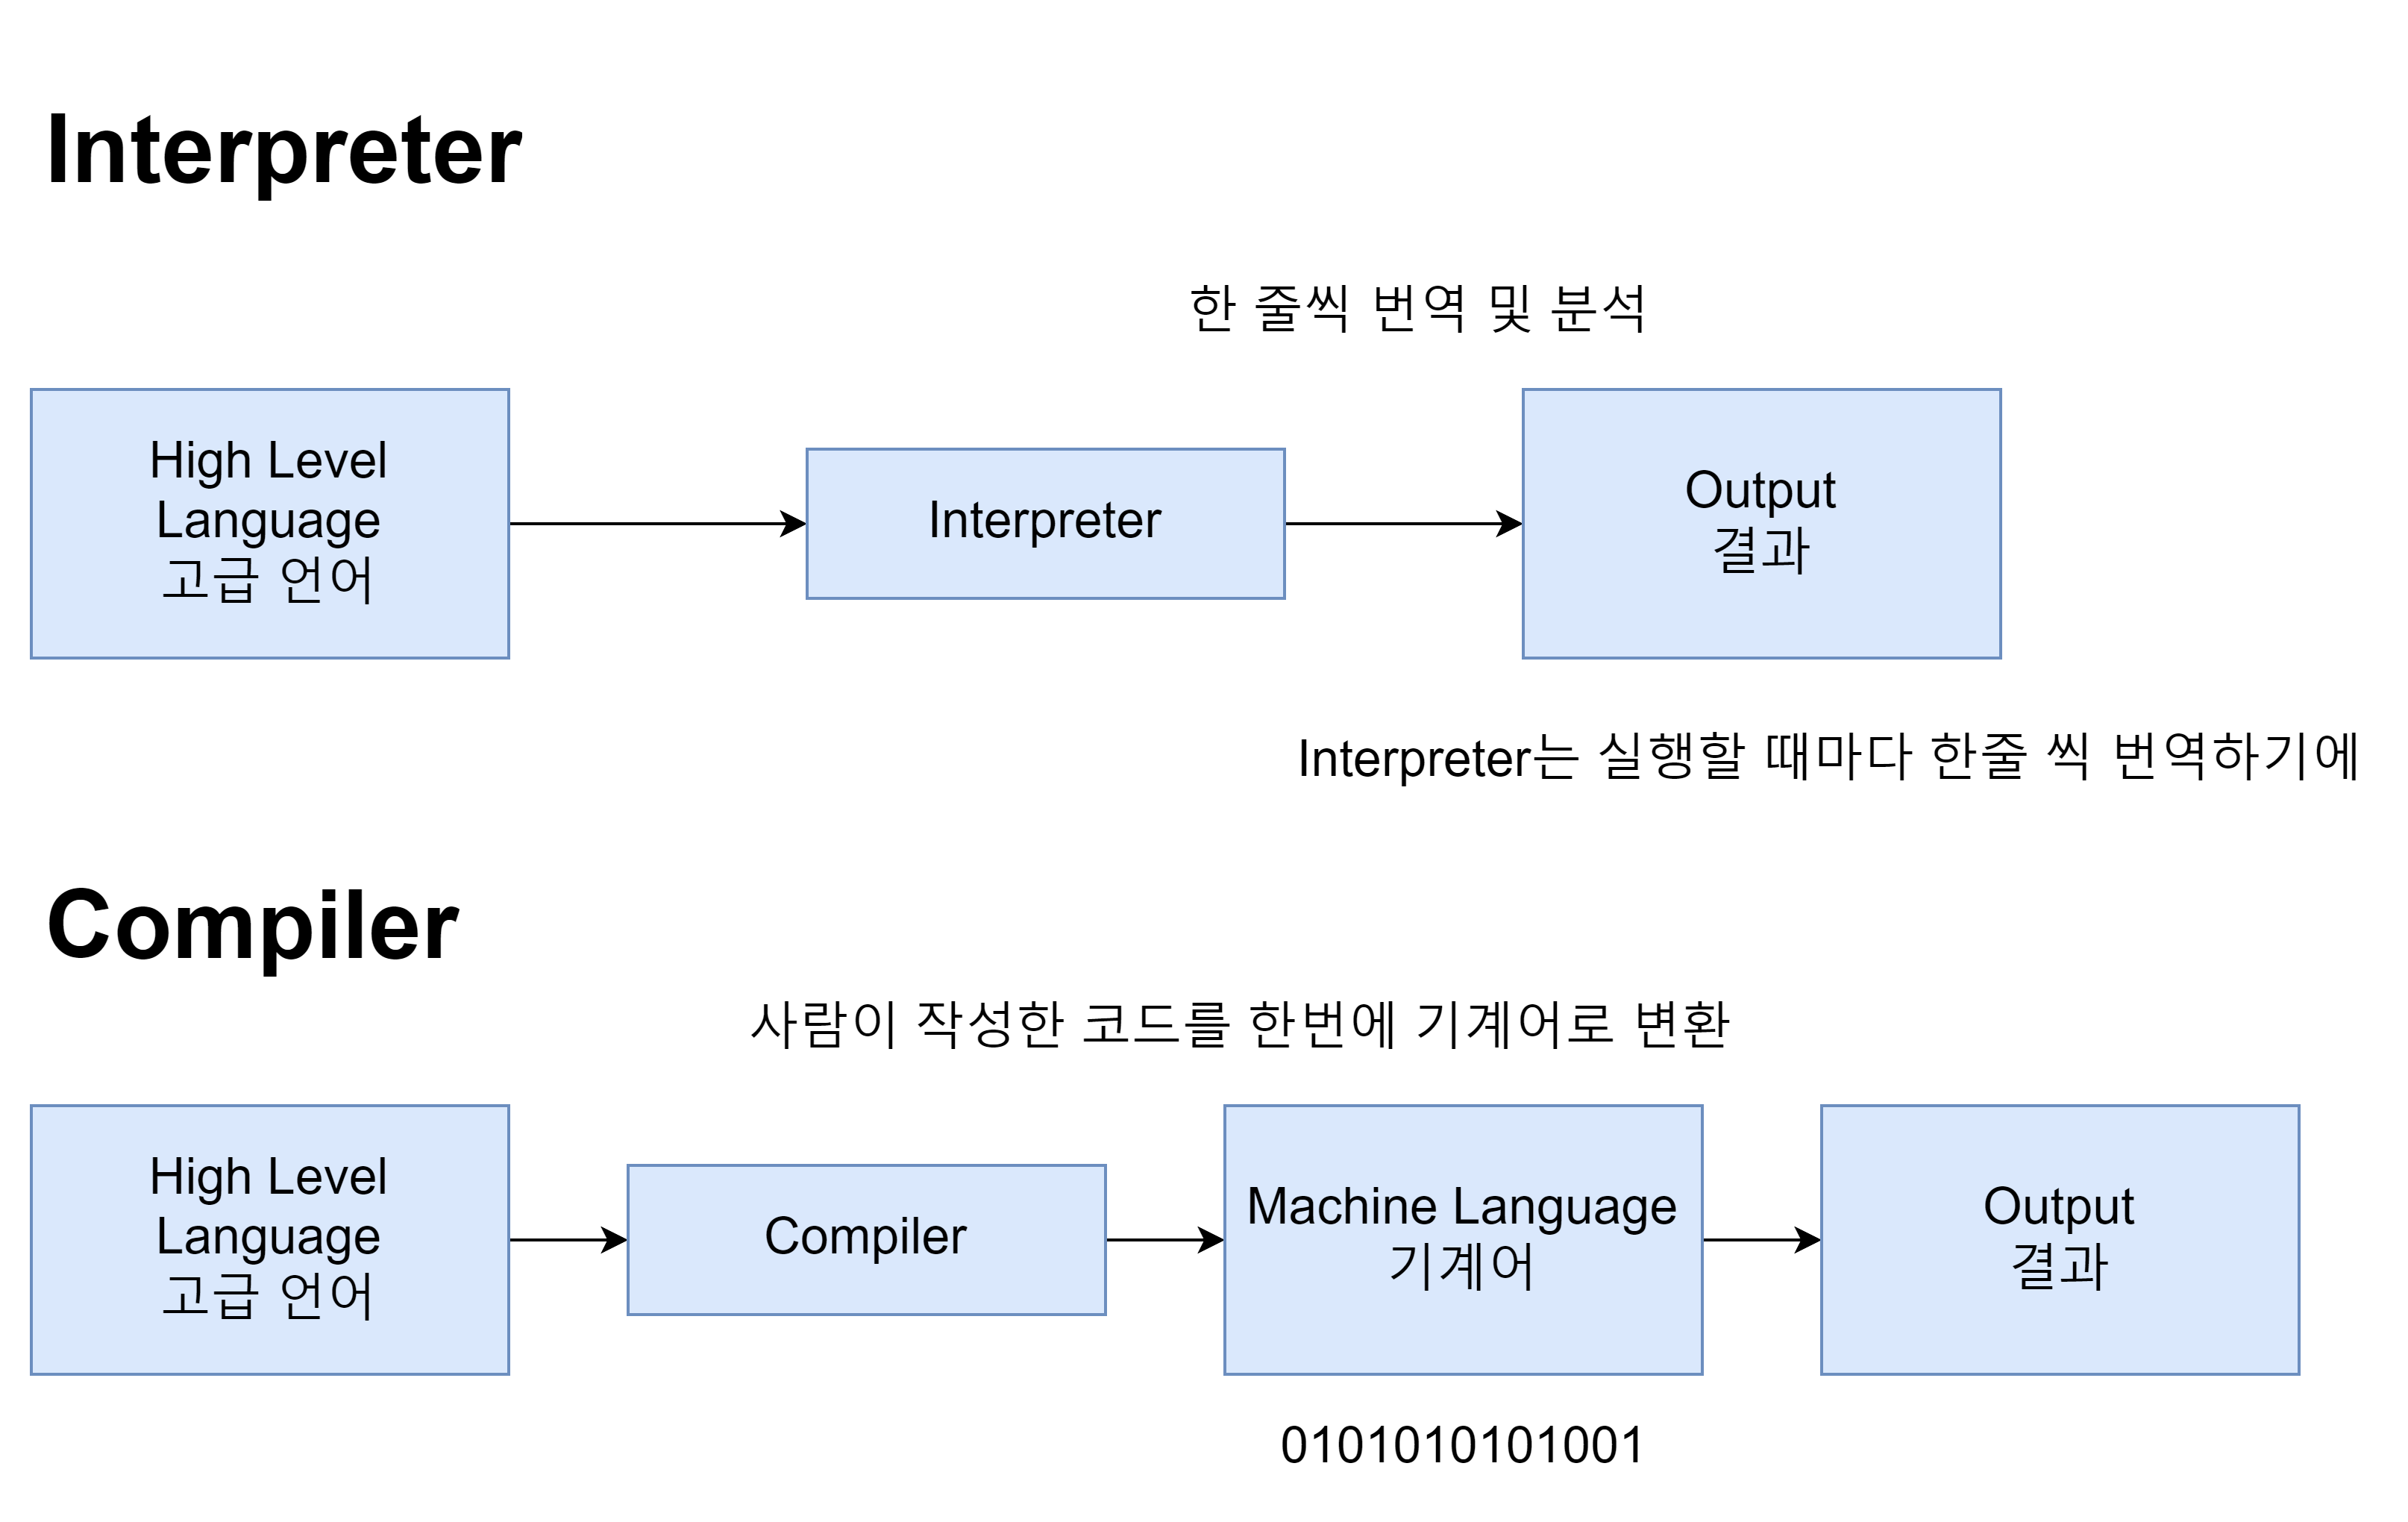 Interpreter
한 줄씩 번역 및 분석
High Level
Language
고급 언어
Interpreter
Output
결과
Interpreter는 실행할 때마다 한줄 씩 번역하기에
Compiler
사람이 작성한 코드를 한번에 기계어로 변환
High Level
Language
고급 언어
Compiler
Machine Language
기계어
Output
결과
0101010101001